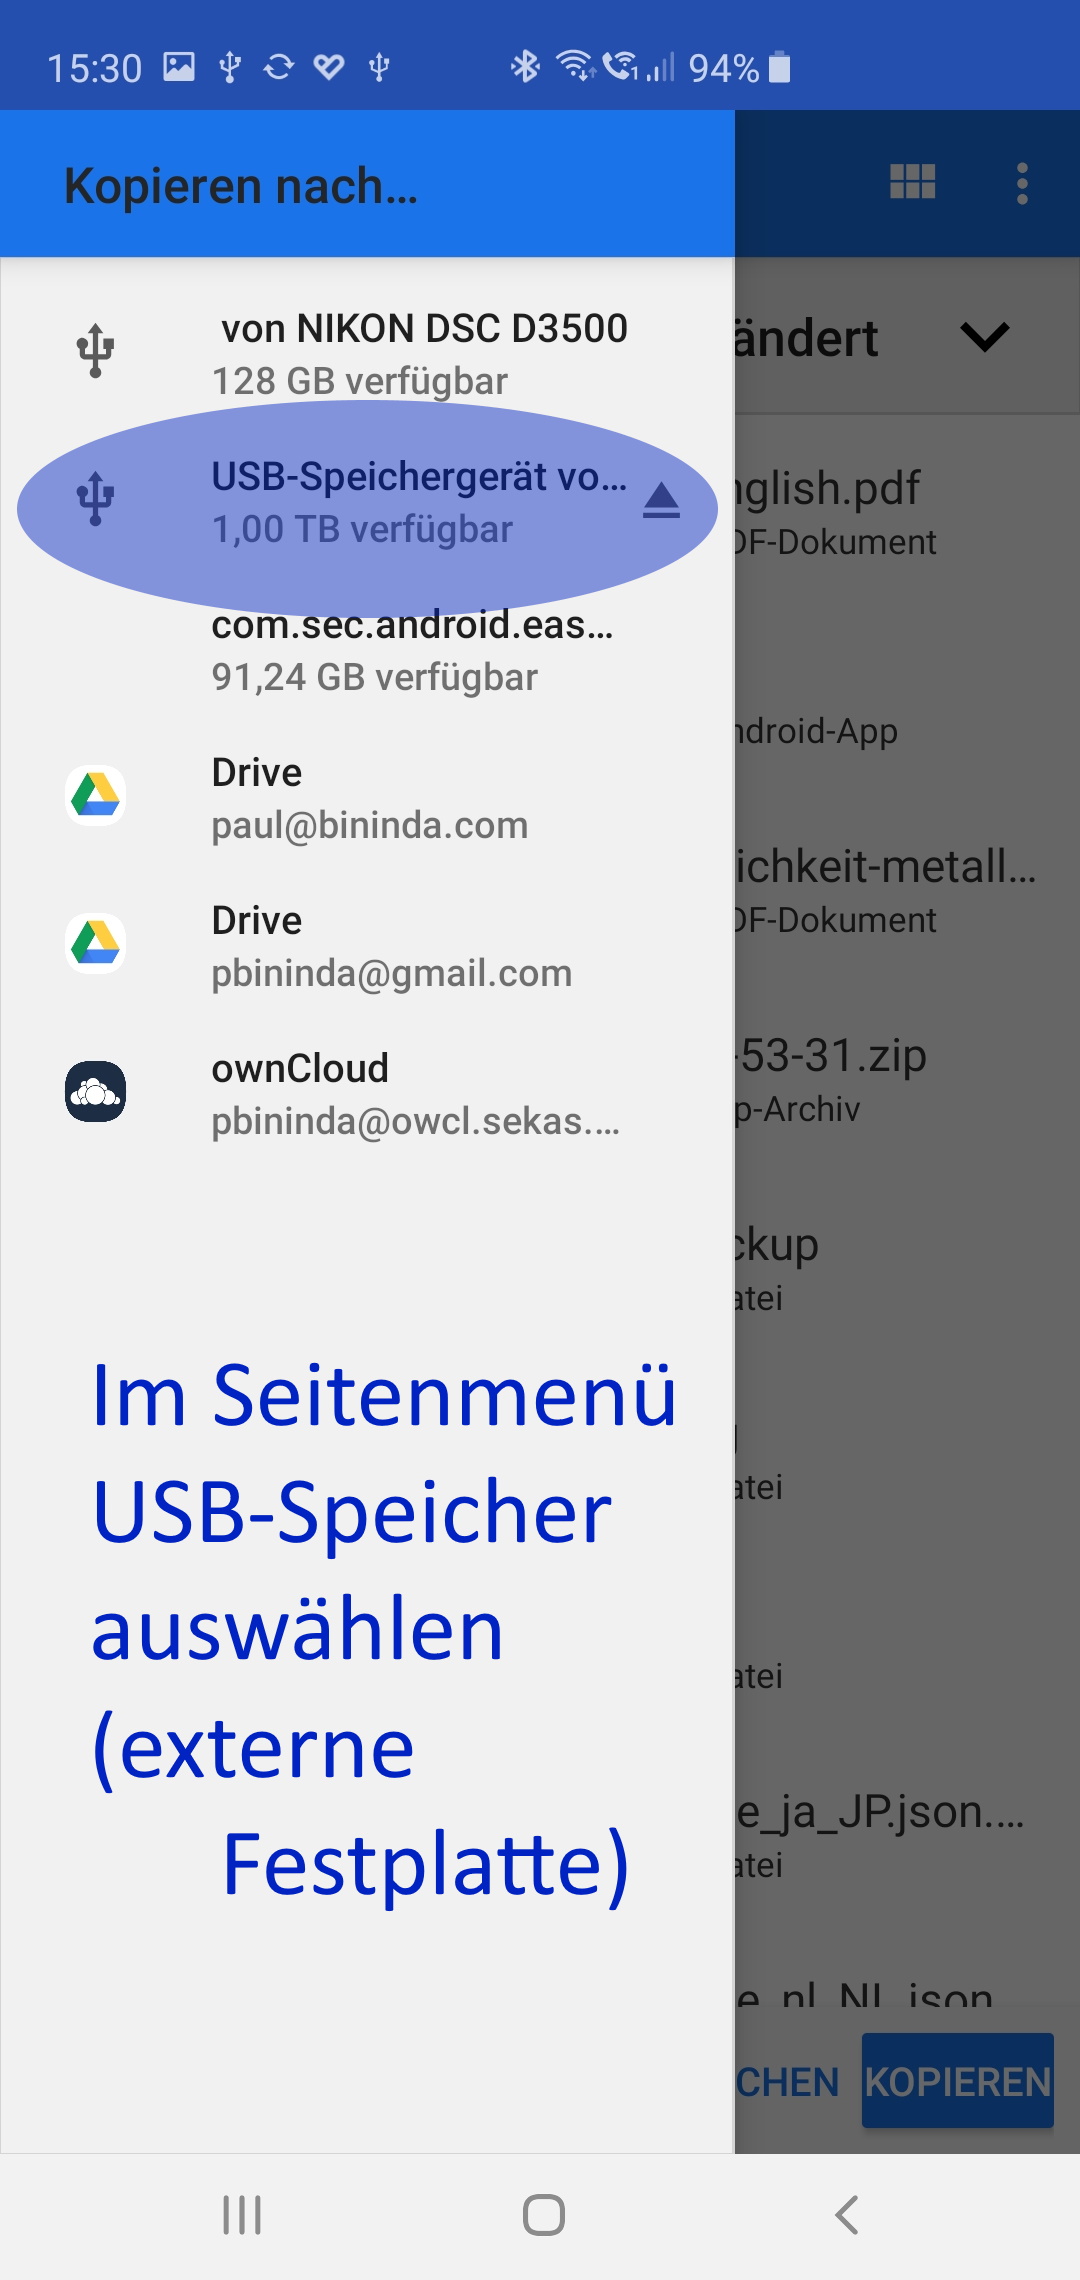 15:30
94%
Kopieren nach...
von NIKON DSC D3500
128 GB verfügbar
USB-Speichergerät vo...
1,00 TB verfügbar
com.sec.android.eas...
91,24 GB verfügbar
Drive
paul@bininda.com
Drive
pbininda@gmail.com
ownCloud
pbininda@owcl.sekas....
Im Seitenmenü
USB-Speicher
auswählen
(externe
Festplatte)
ändert
nglish.pdf
DF-Dokument
ndroid-App
ichkeit-metall...
DF-Dokument
-53-31.zip
p-Archiv
ckup
atei
atei
atei
e_ja_JP.json....
atei
e_nl_NL.json
CHEN
KOPIEREN